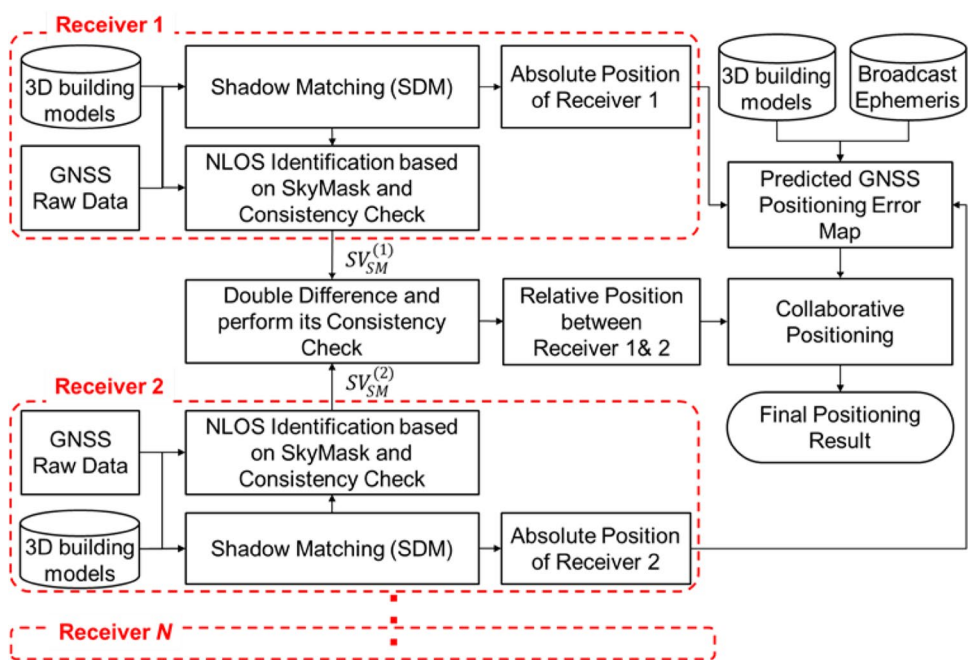 Receiver 1
3D building
models
GNSS
Raw Data
Shadow Matching (SDM)
NLOS Identification based
on SkyMask and
Consistency Check
Absolute Position
of Receiver 1
3D building
models
Broadcast
Ephemeris
Predicted GNSS
Positioning Error
Map
SV_{SM}^{(1)}
Double Difference and
perform its Consistency
Check
Relative Position
between
Receiver 1& 2
Collaborative
Positioning
Final Positioning
Result
SV_{SM}^{(2)}
Receiver 2
GNSS
Raw Data
3D building
models
NLOS Identification based
on SkyMask and
Consistency Check
Shadow Matching (SDM)
Absolute Position
of Receiver 2
Receiver N